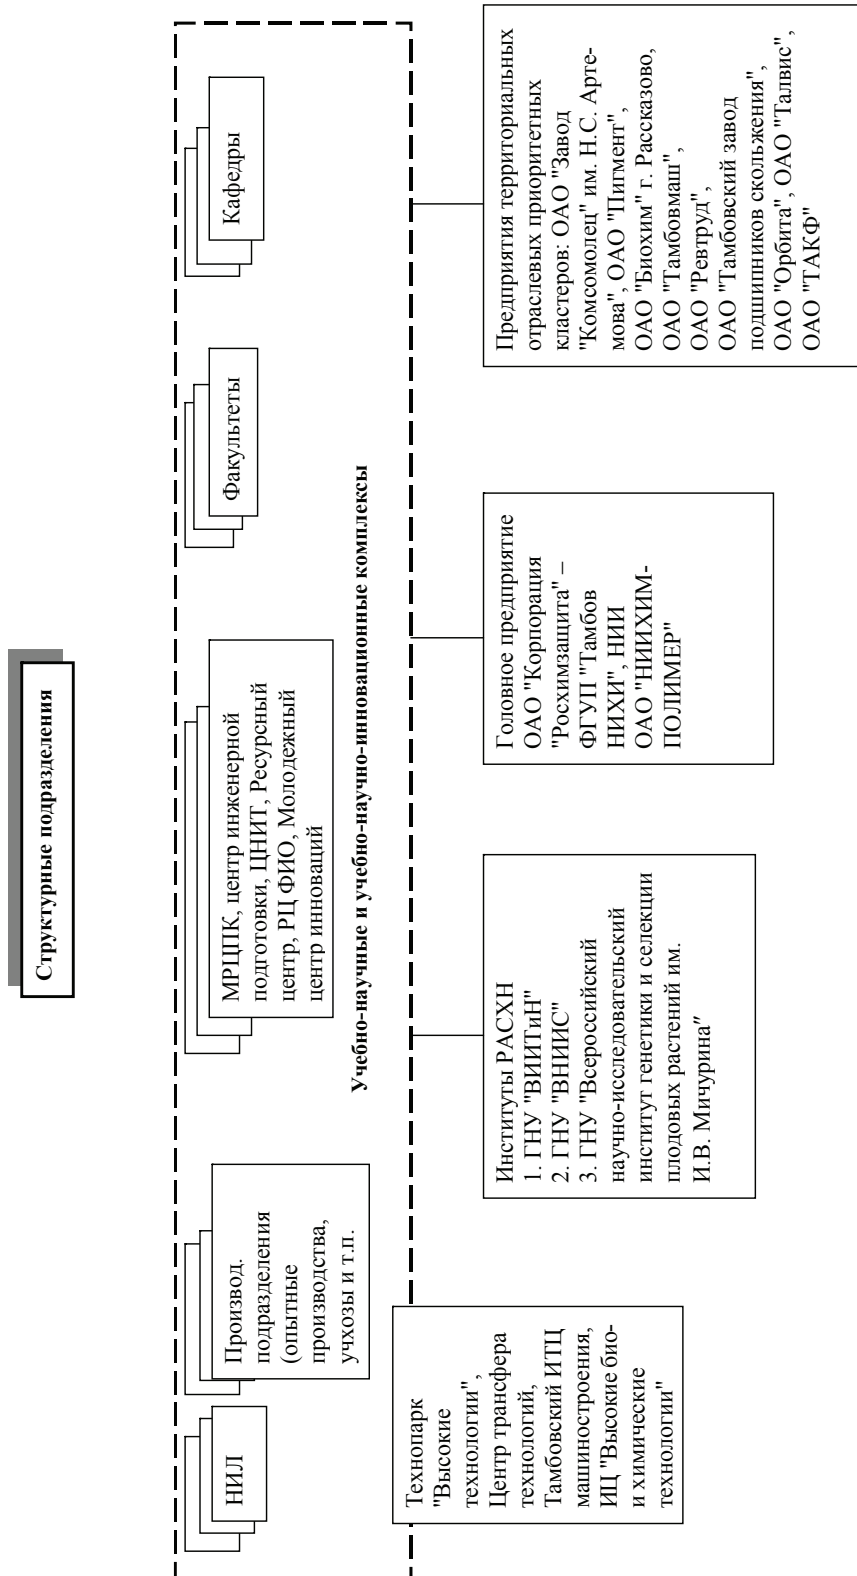 Структурные подразделения
НИЛ
Производ.
подразделения
(опытные
производства,
учхозы и т.п.
МРЦПК, центр инженерной
подготовки, ЦНИТ, Ресурсный
центр, РЦ ФИО, Молодежный
центр инноваций
Факультеты
Кафедры
Учебно-научные и учебно-научно-инновационные комплексы
Технопарк
"Высокие
технологии",
Центр трансфера
технологий,
Тамбовский ИТЦ
машиностроения,
ИЦ "Высокие био-
и химические
технологии"
Институты РАСХН
1. ГНУ "ВИИТиН"
2. ГНУ "ВНИИС"
3. ГНУ "Всероссийский
научно-исследовательский
институт генетики и селекции
плодовых растений им.
И.В. Мичурина"
Головное предприятие
ОАО "Корпорация
"Росхимзащита" –
ФГУП "Тамбов
НИХИ", НИИ
ОАО "НИИХИМ-
ПОЛИМЕР"
Предприятия территориальных
отраслевых приоритетных
кластеров: ОАО "Завод
"Комсомолец" им. Н.С. Арте-
мова", ОАО "Пигмент",
ОАО "Биохим" г. Рассказово,
ОАО "Тамбовмаш",
ОАО "Ревтруд",
ОАО "Тамбовский завод
подшипников скольжения",
ОАО "Орбита", ОАО "Талвис",
ОАО "ТАКФ"